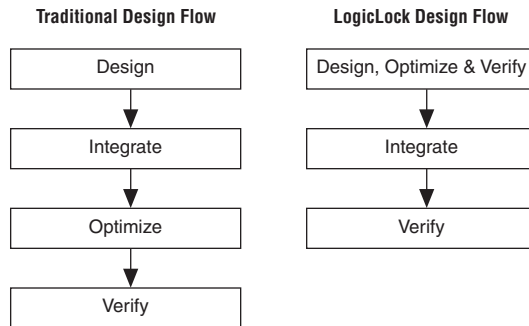 Traditional Design Flow
Design
Integrate
Optimize
Verify
LogicLock Design Flow
Design, Optimize & Verify
Integrate
Verify